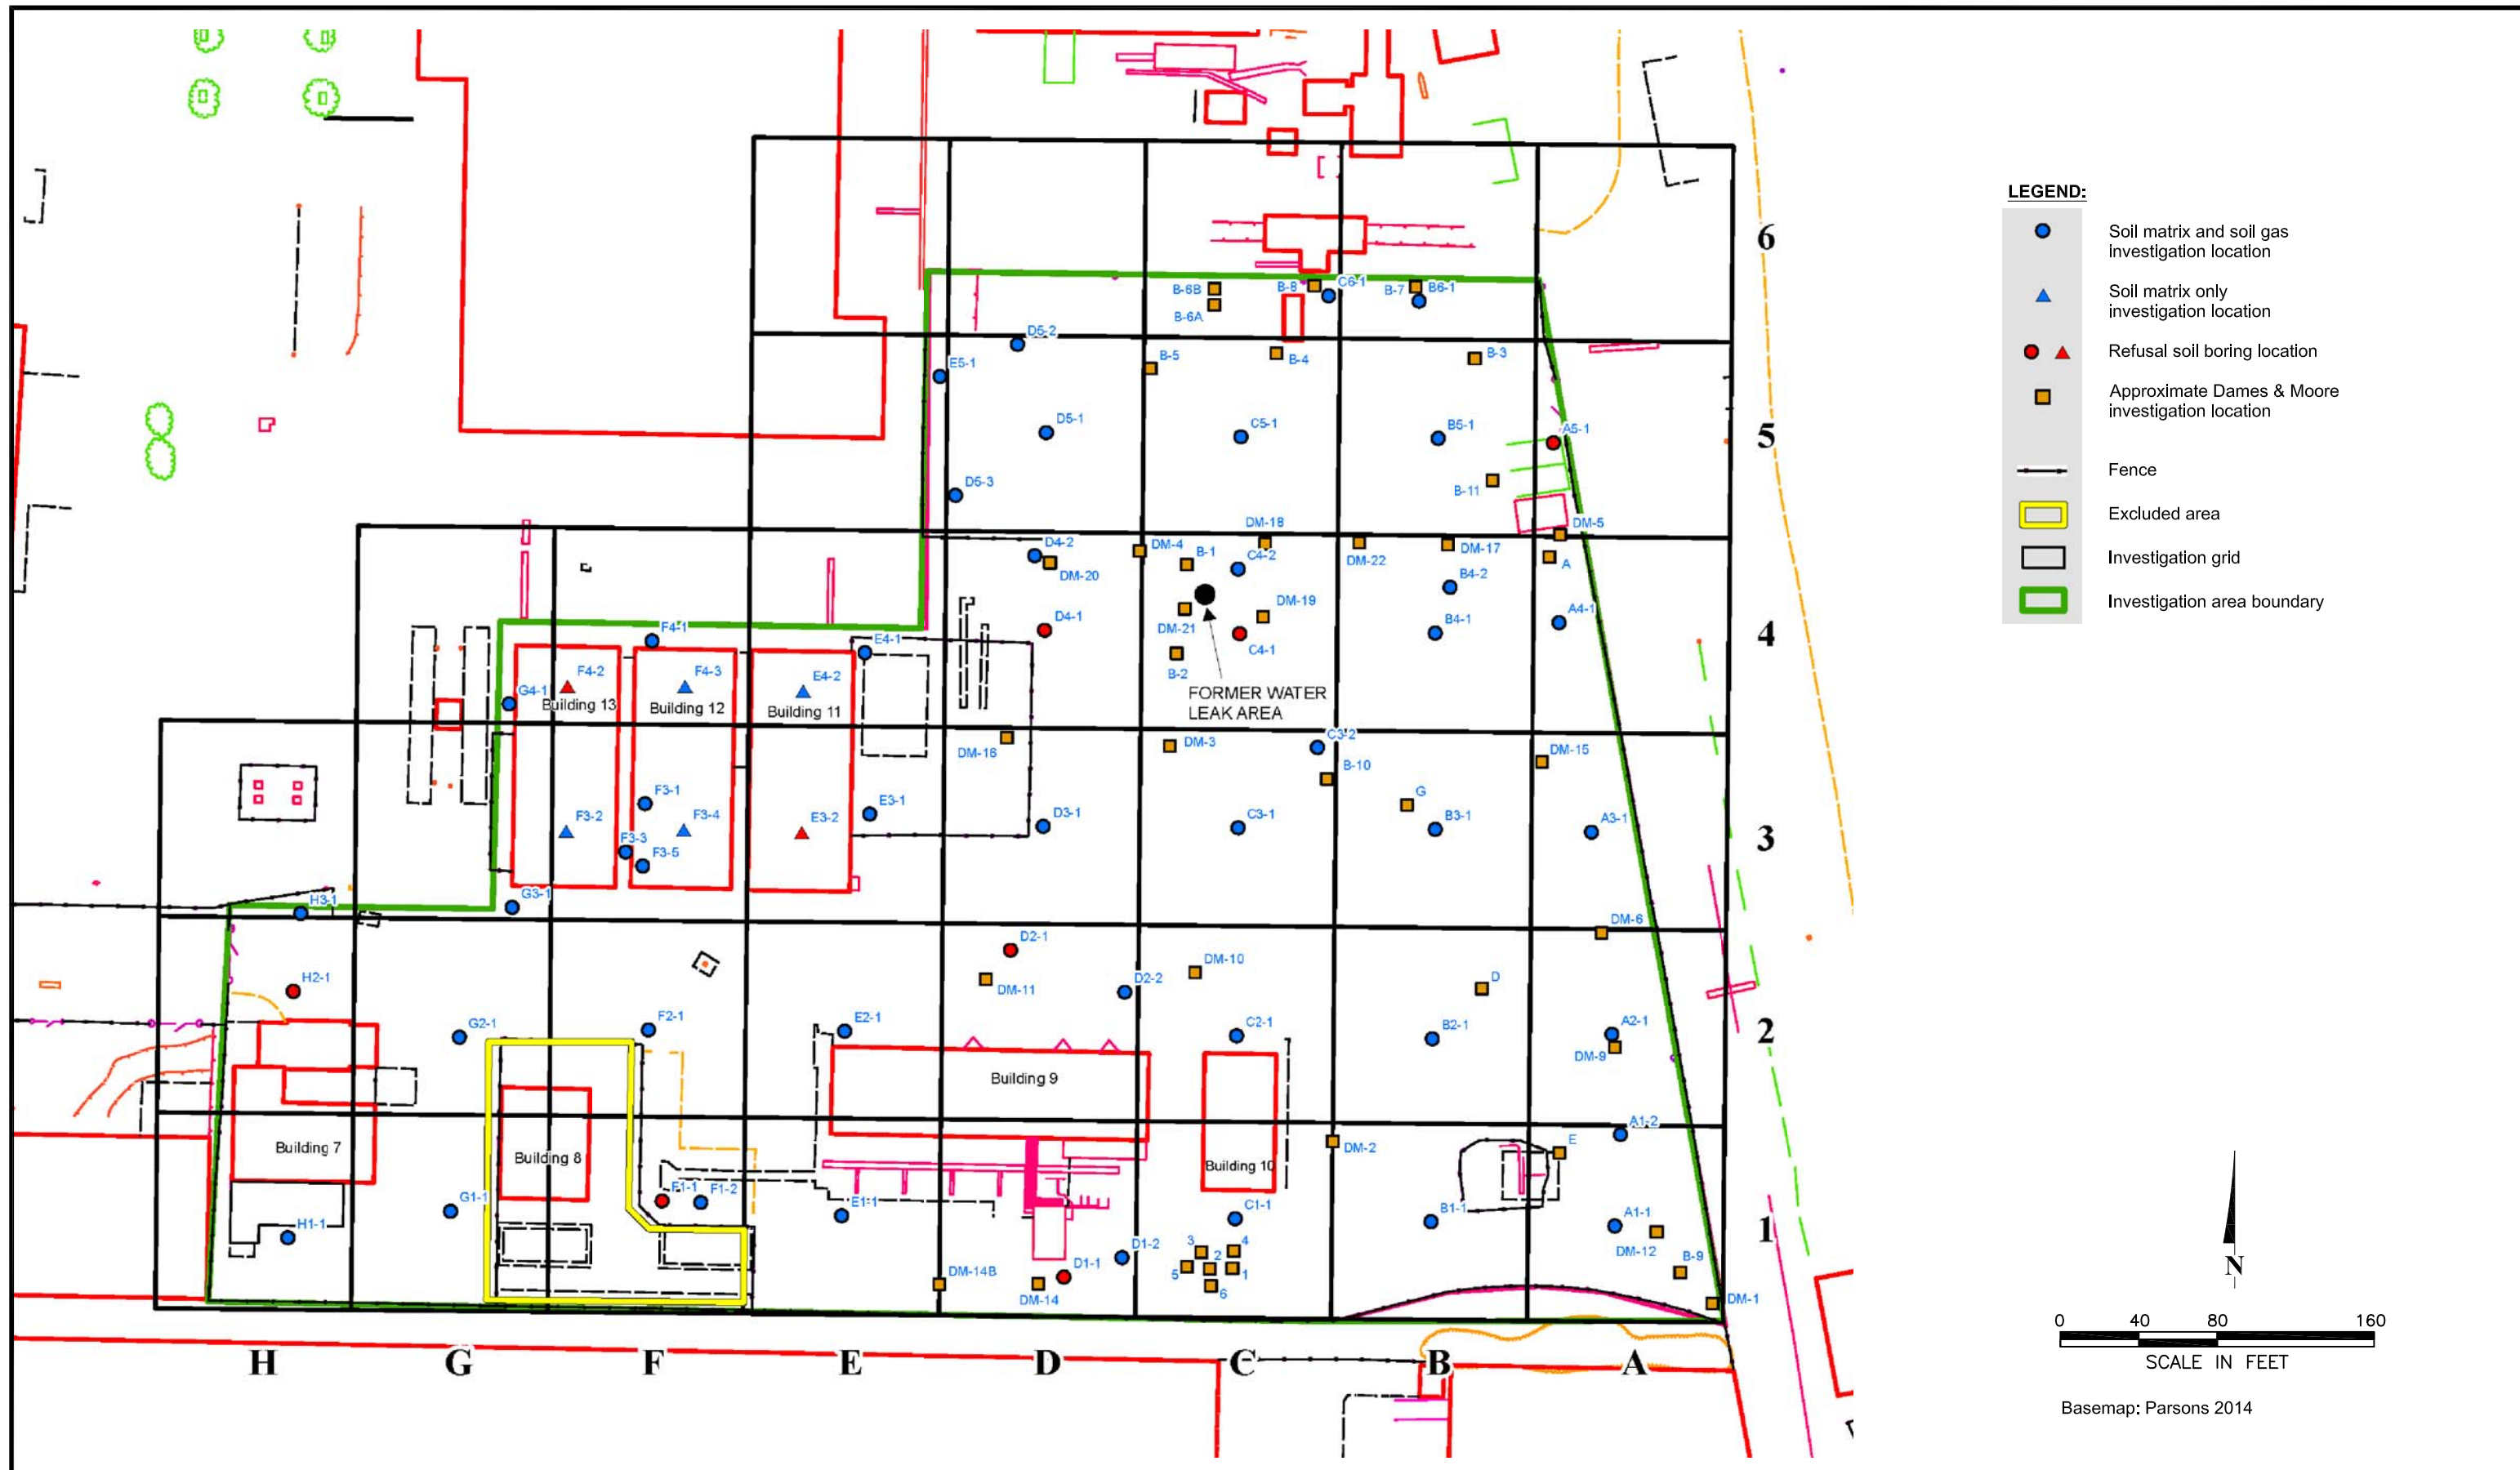 LEGEND:
Soil matrix and soil gas
investigation location
Soil matrix only
investigation location
Refusal soil boring location
Approximate Dames & Moore
investigation location
Fence
Excluded area
Investigation grid
Investigation area boundary
6
B-6B
B-8
C6-1
B-7
B6-1
B-6A
D5-2
E5-1
B-5
B-4
B-3
D5-1
C5-1
B5-1
A5-1
5
D5-3
B-11
DM-18
DM-5
D4-2
DM-4
B-1
C4-2
DM-22
DM-17
A
DM-20
B4-2
DM-19
A4-1
D4-1
DM-21
B4-1
4
F4-1
E4-1
C4-1
B-2
F4-2
F4-3
E4-2
G4-1
FORMER WATER
LEAK AREA
Building 13
Building 12
Building 11
DM-16
DM-3
C3-2
DM-15
B-10
F3-1
E3-1
G
F3-2
F3-4
E3-2
D3-1
C3-1
B3-1
A3-1
3
F3-3
F3-5
H3-1
G3-1
DM-6
D2-1
DM-10
H2-1
DM-11
D2-2
D
G2-1
F2-1
E2-1
C2-1
B2-1
A2-1
2
DM-9
Building 9
A1-2
Building 7
Building 8
Building 10
DM-2
E
G1-1
F1-1
F1-2
E1-1
C1-1
B1-1
A1-1
1
H1-1
D1-2
3
4
2
5
1
6
DM-12
B-9
DM-14B
D1-1
DM-14
DM-1
H
G
F
E
D
C
B
A
N
0
40
80
160
SCALE IN FEET
Basemap: Parsons 2014